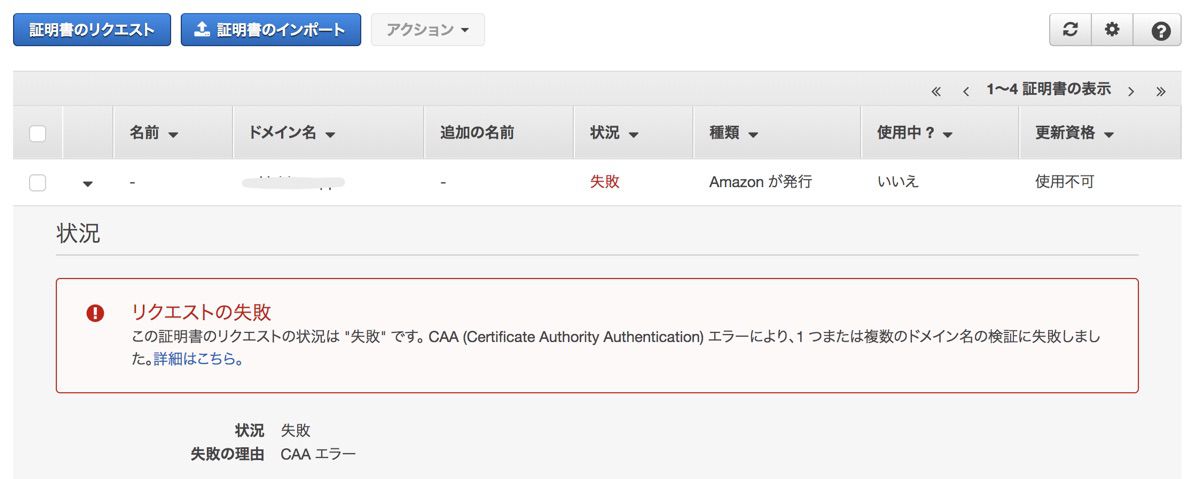 証明書のリクエスト 証明書のインポート アクション
« ‹ 1〜4 証明書の表示 › »
名前 ドメイン名 追加の名前 状況 種類 使用中 ? 更新資格
- - 失敗 Amazon が発行 いいえ 使用不可
状況
リクエストの失敗
この証明書のリクエストの状況は "失敗" です。CAA (Certificate Authority Authentication) エラーにより、1 つまたは複数のドメイン名の検証に失敗しまし
た。詳細はこちら。
状況 失敗
失敗の理由 CAA エラー